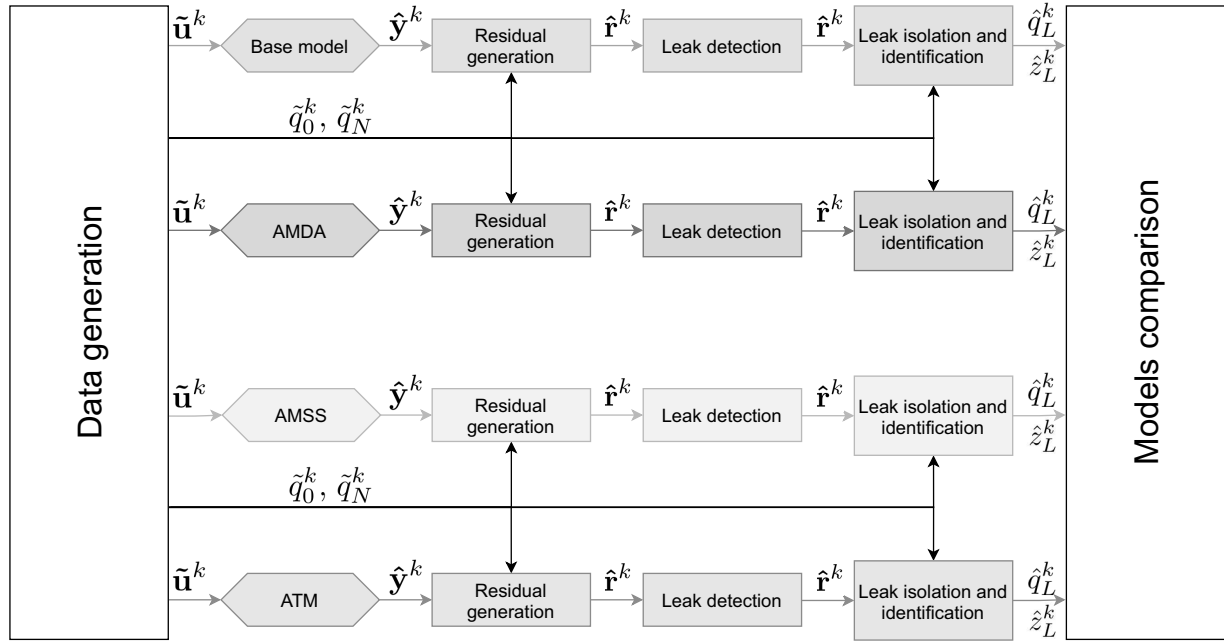 Data generation
ũ^k
Base model
ŷ^k
Residual
generation
r̂^k
Leak detection
r̂^k
Leak isolation and
identification
q̂_L^k
ẑ_L^k
q̃_0^k, q̃_N^k
ũ^k
AMDA
ŷ^k
Residual
generation
r̂^k
Leak detection
r̂^k
Leak isolation and
identification
q̂_L^k
ẑ_L^k
ũ^k
AMSS
ŷ^k
Residual
generation
r̂^k
Leak detection
r̂^k
Leak isolation and
identification
q̂_L^k
ẑ_L^k
q̃_0^k, q̃_N^k
ũ^k
ATM
ŷ^k
Residual
generation
r̂^k
Leak detection
r̂^k
Leak isolation and
identification
q̂_L^k
ẑ_L^k
Models comparison